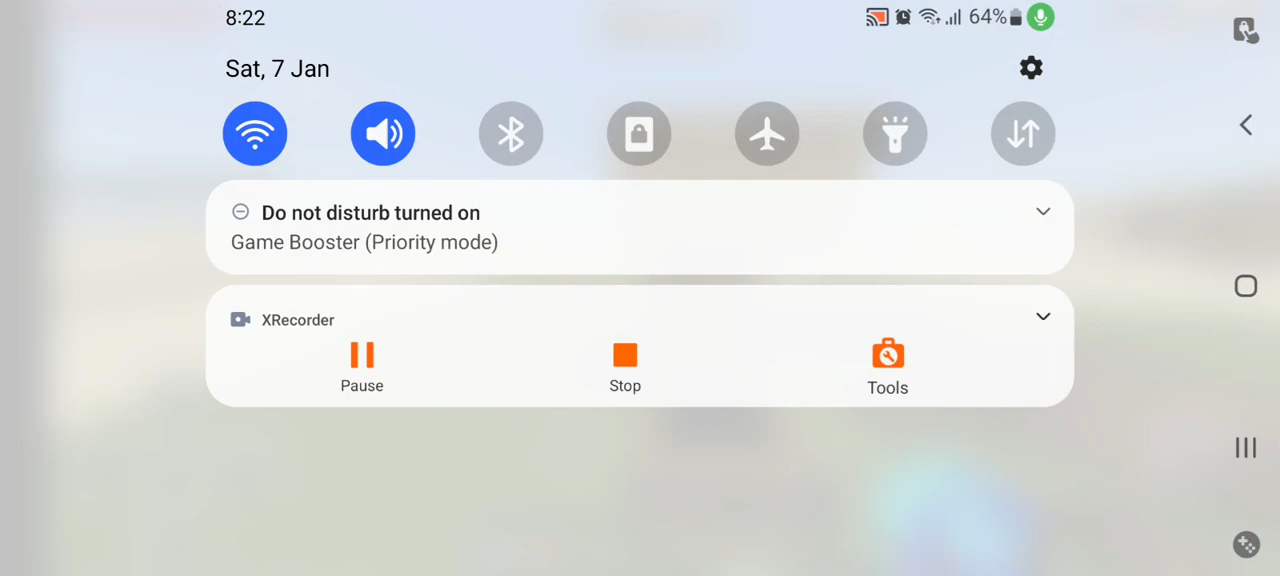 8:22
64%
Sat, 7 Jan
Do not disturb turned on
Game Booster (Priority mode)
XRecorder
Pause
Stop
Tools